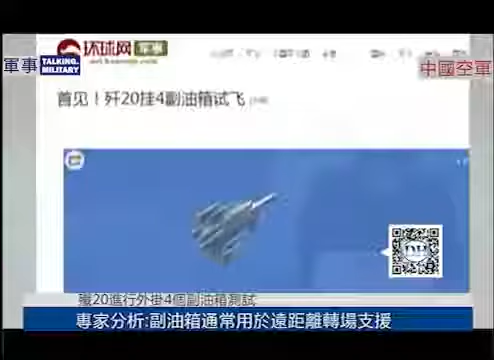 环球网 军事
軍事 TALKING MILITARY
中國空軍
首见！歼20挂4副油箱试飞
殲20進行外掛4個副油箱測試
專家分析:副油箱通常用於遠距離轉場支援